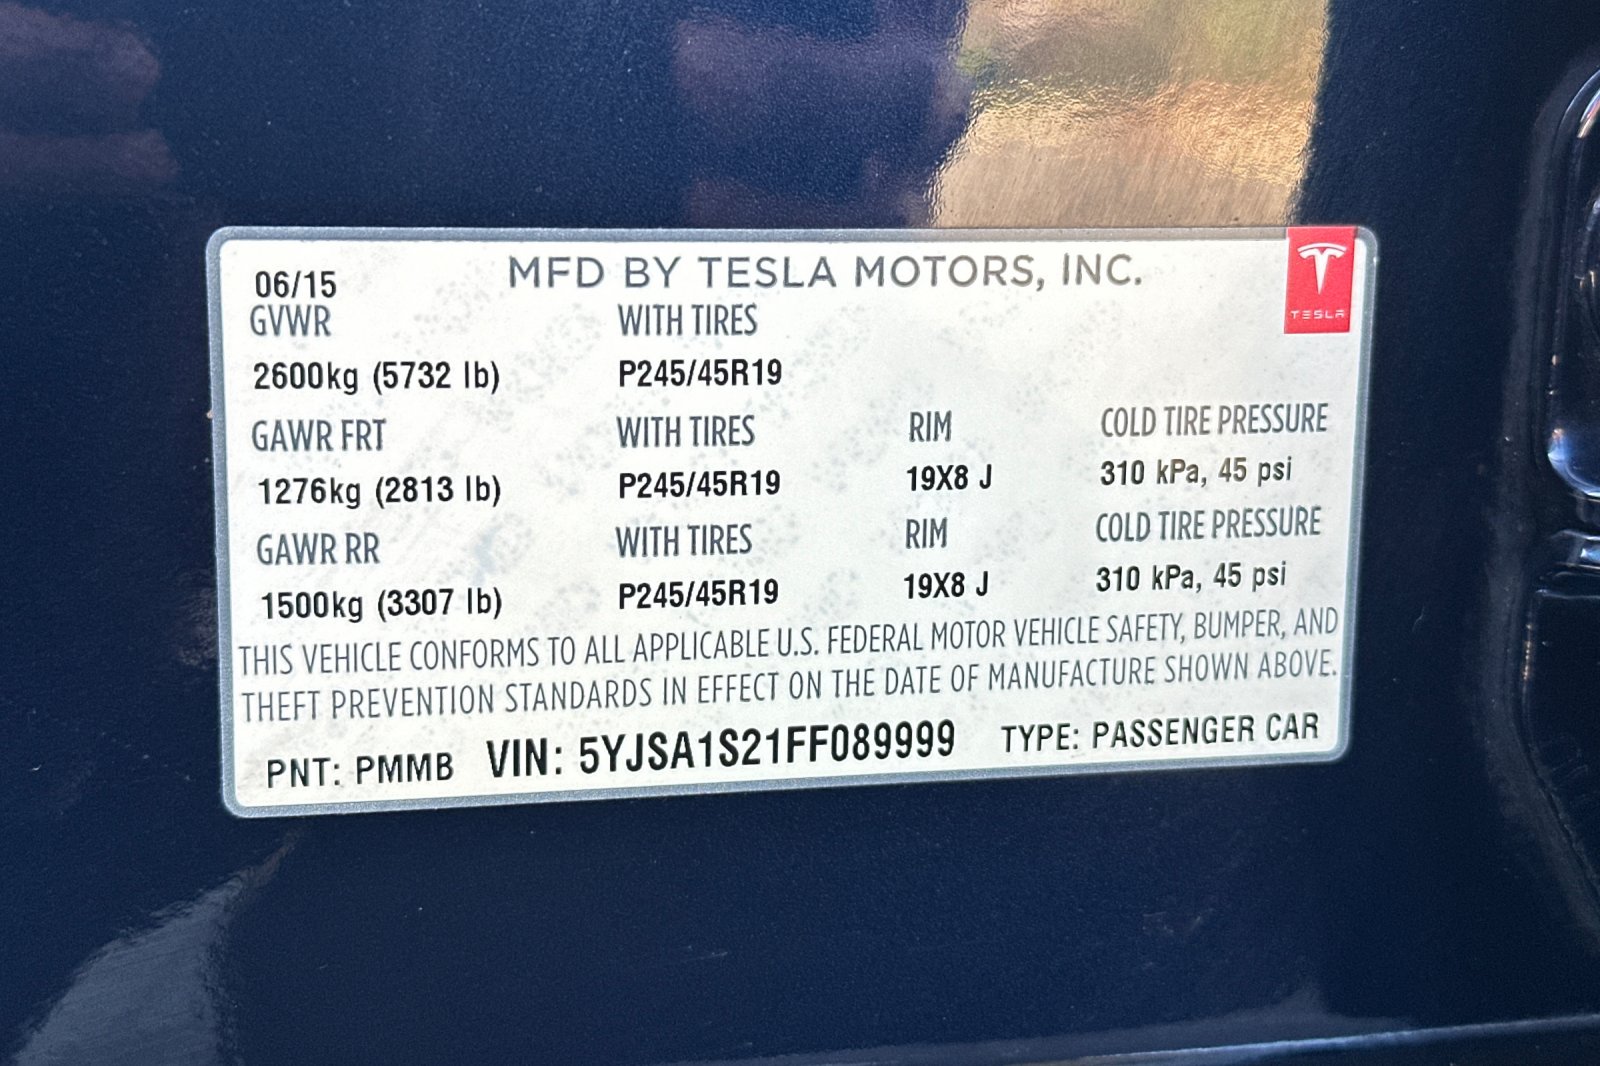 06/15 MFD BY TESLA MOTORS, INC.
TESLA
GVWR WITH TIRES
2600kg (5732 lb) P245/45R19
GAWR FRT WITH TIRES RIM COLD TIRE PRESSURE
1276kg (2813 lb) P245/45R19 19X8 J 310 kPa, 45 psi
GAWR RR WITH TIRES RIM COLD TIRE PRESSURE
1500kg (3307 lb) P245/45R19 19X8 J 310 kPa, 45 psi
THIS VEHICLE CONFORMS TO ALL APPLICABLE U.S. FEDERAL MOTOR VEHICLE SAFETY, BUMPER, AND
THEFT PREVENTION STANDARDS IN EFFECT ON THE DATE OF MANUFACTURE SHOWN ABOVE.
PNT: PMMB VIN: 5YJSA1S21FF089999 TYPE: PASSENGER CAR